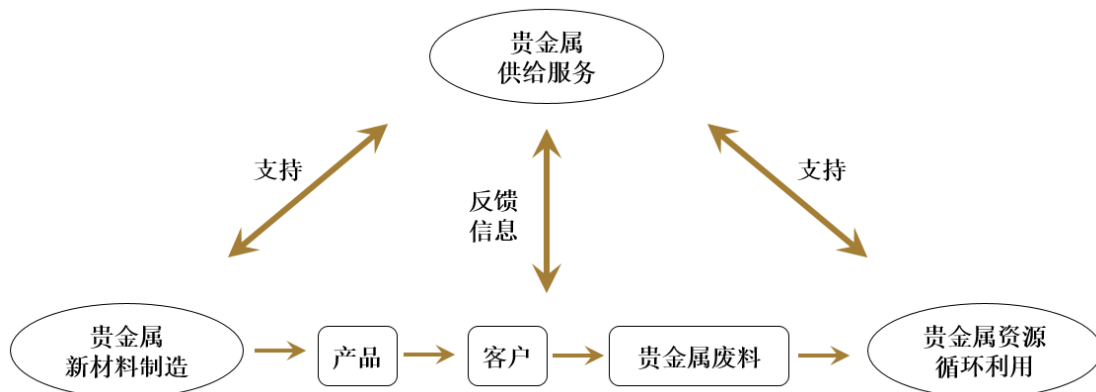 贵金属
供给服务
支持
反馈
信息
支持
贵金属
新材料制造
产品
客户
贵金属废料
贵金属资源
循环利用